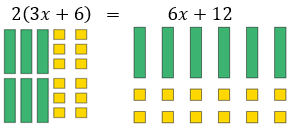 2(3x + 6) = 6x + 12